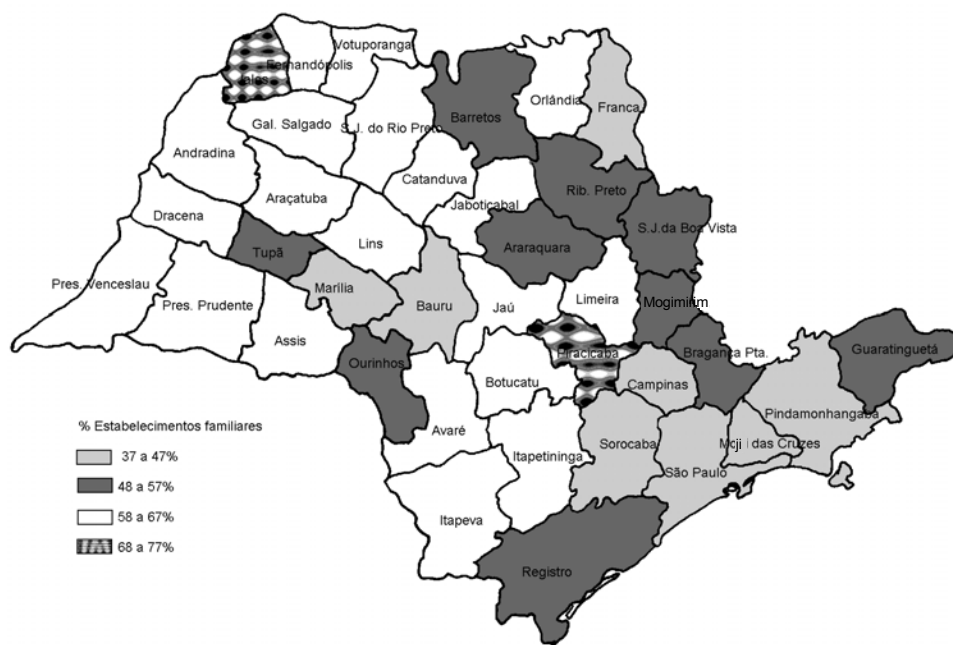 Votuporanga
Fernandópolis
Jales
Gal. Salgado
S.J. do Rio Preto
Barretos
Orlândia
Franca
Andradina
Catanduva
Rib. Preto
Araçatuba
Jaboticabal
Dracena
S.J.da Boa Vista
Tupã
Lins
Araraquara
Pres. Venceslau
Marília
Bauru
Jaú
Limeira
Mogimirim
Pres. Prudente
Assis
Ourinhos
Piracicaba
Bragança Pta.
Guaratinguetá
Botucatu
Campinas
Pindamonhangaba
% Estabelecimentos familiares
Avaré
Itapetininga
Sorocaba
Mcji das Cruzes
São Paulo
37 a 47%
48 a 57%
58 a 67%
68 a 77%
Itapeva
Registro